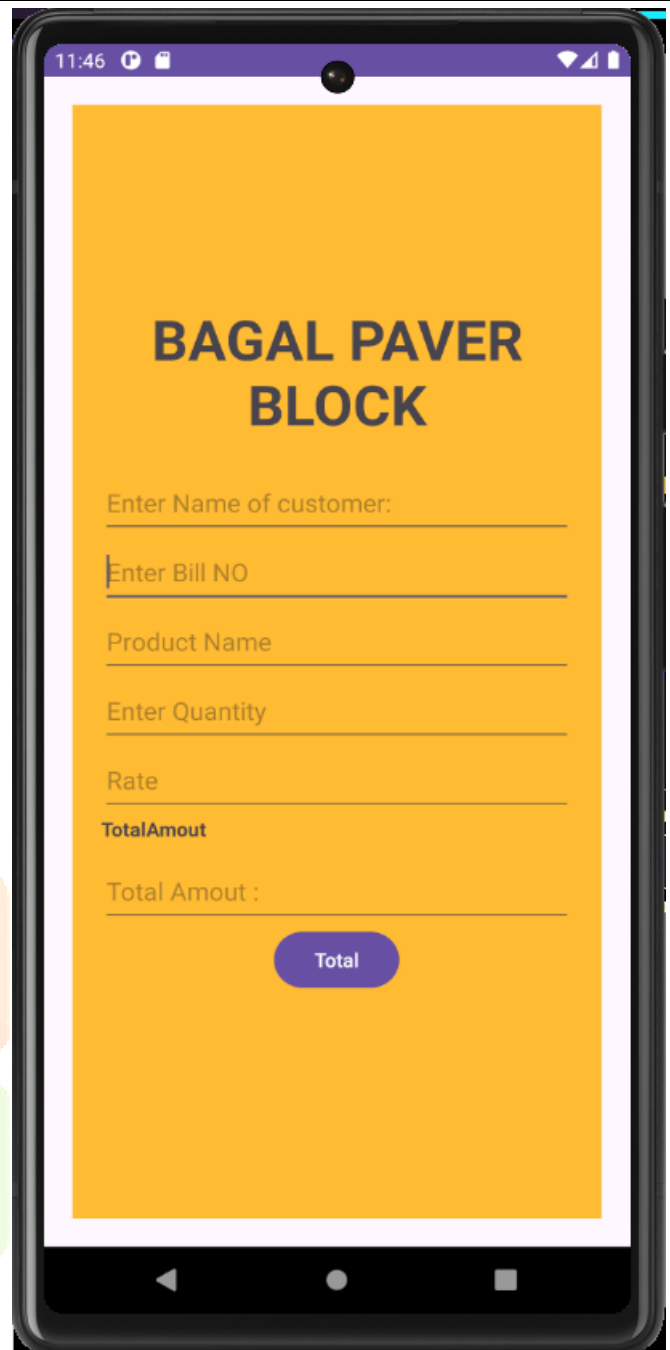 11:46
BAGAL PAVER
BLOCK
Enter Name of customer:
Enter Bill NO
Product Name
Enter Quantity
Rate
TotalAmout
Total Amout :
Total